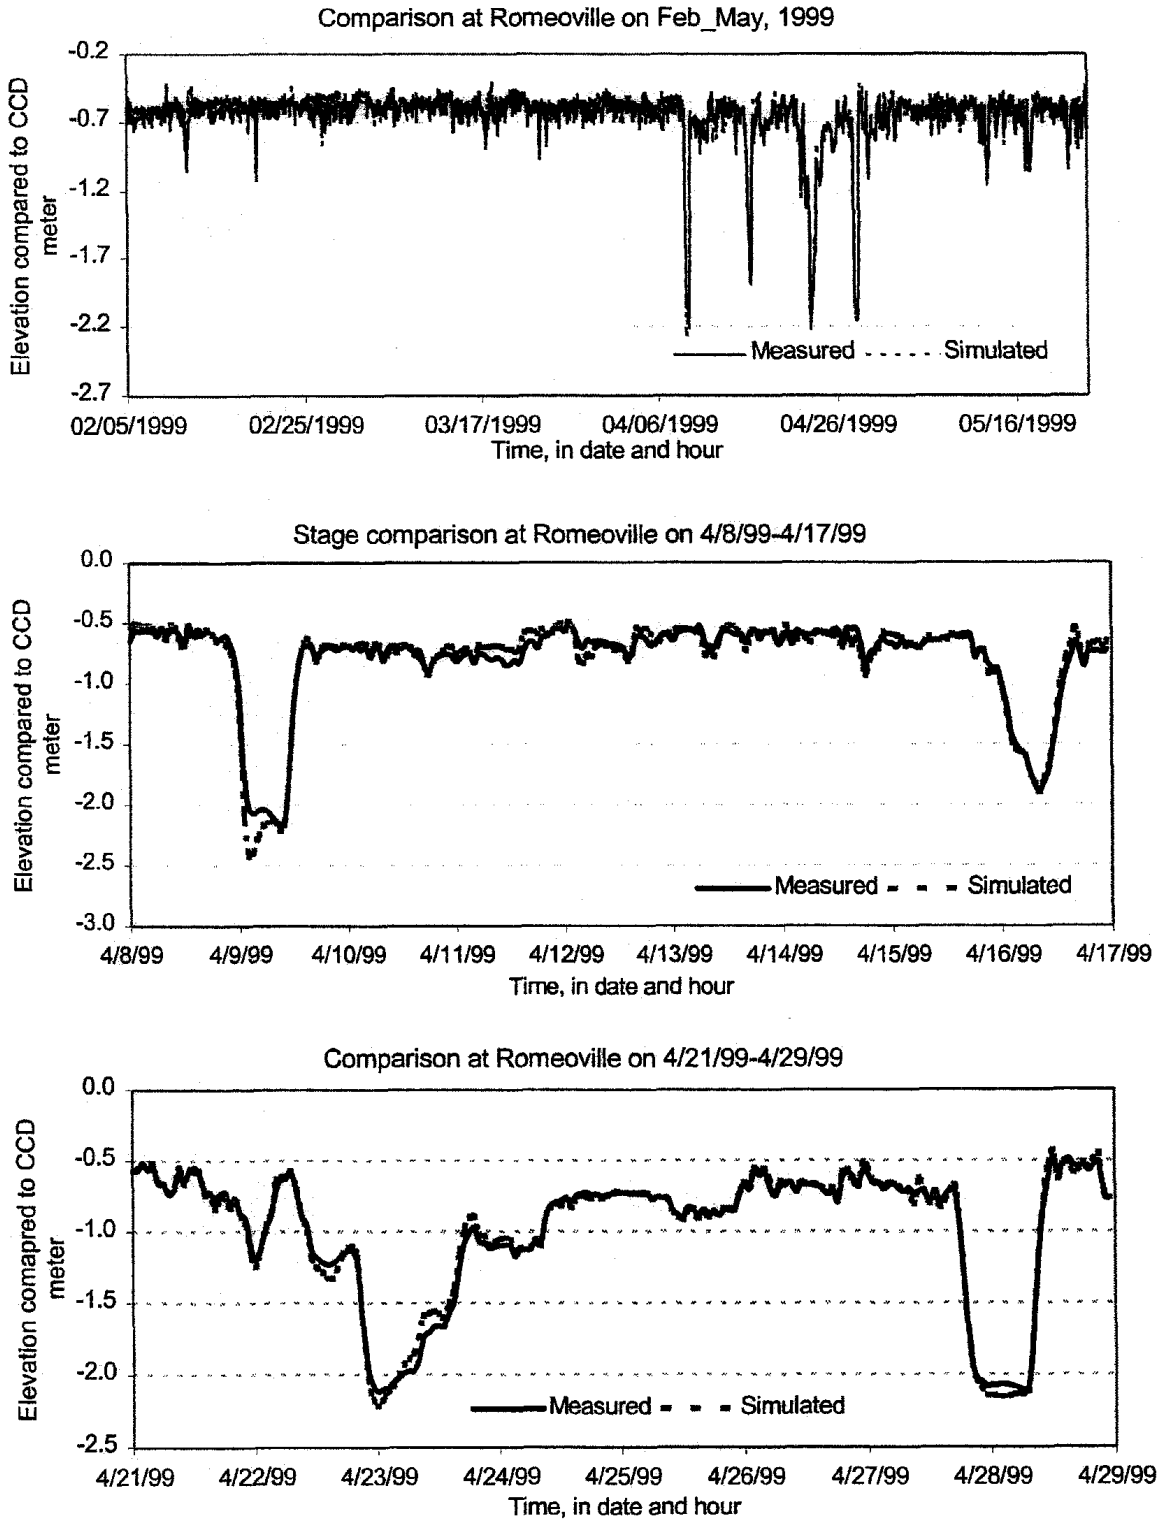 Comparison at Romeoville on Feb_May, 1999
Elevation compared to CCD
meter
-0.2
-0.7
-1.2
-1.7
-2.2
-2.7
Measured Simulated
02/05/1999 02/25/1999 03/17/1999 04/06/1999 04/26/1999 05/16/1999
Time, in date and hour
Stage comparison at Romeoville on 4/8/99-4/17/99
Elevation compared to CCD
meter
0.0
-0.5
-1.0
-1.5
-2.0
-2.5
-3.0
Measured Simulated
4/8/99 4/9/99 4/10/99 4/11/99 4/12/99 4/13/99 4/14/99 4/15/99 4/16/99 4/17/99
Time, in date and hour
Comparison at Romeoville on 4/21/99-4/29/99
Elevation comapred to CCD
meter
0.0
-0.5
-1.0
-1.5
-2.0
-2.5
Measured Simulated
4/21/99 4/22/99 4/23/99 4/24/99 4/25/99 4/26/99 4/27/99 4/28/99 4/29/99
Time, in date and hour